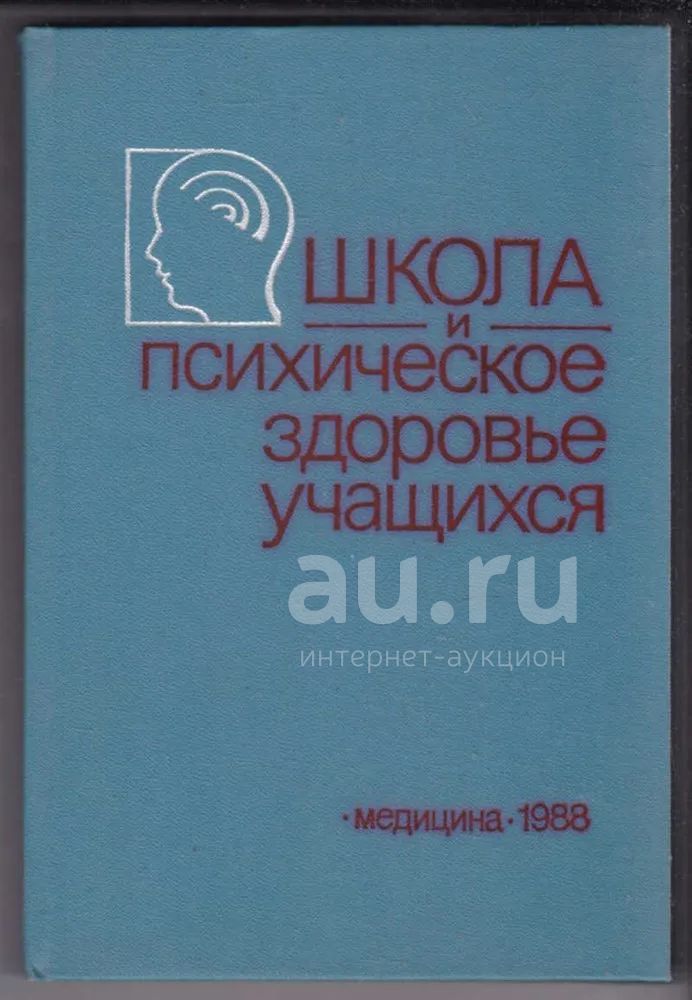 ШКОЛА
и
ПСИХИЧЕСКОЕ
ЗДОРОВЬЕ
УЧАЩИХСЯ
au.ru
интернет-аукцион
·медицина·1988